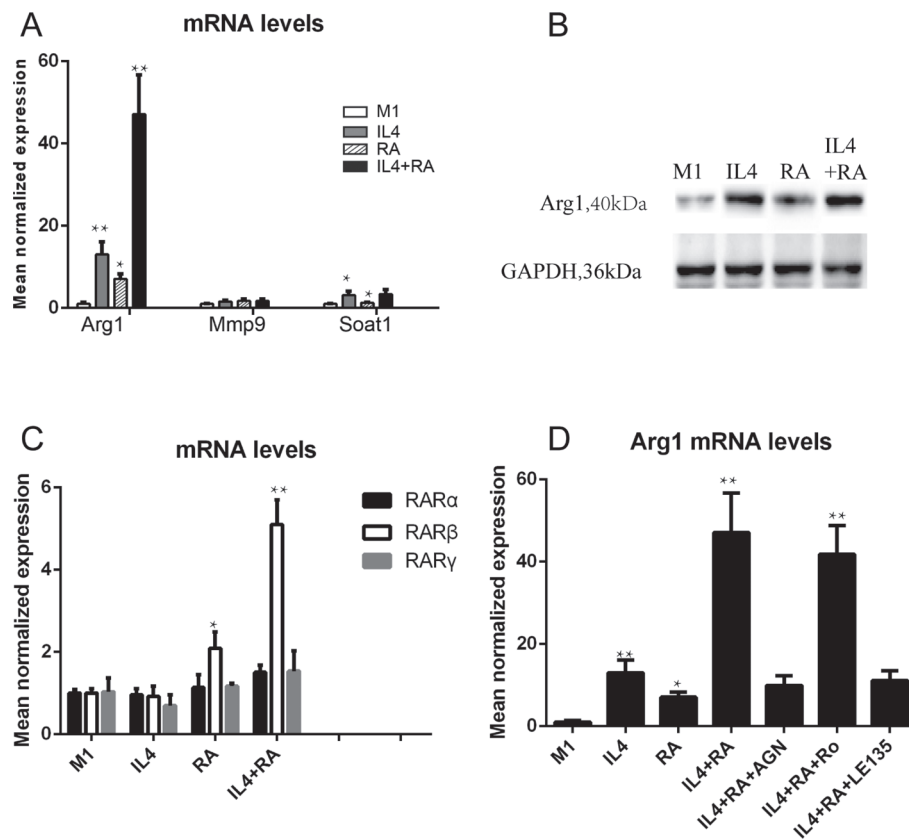 A
mRNA levels
Mean normalized expression
60
40
20
0
** * **
* *
Arg1 Mmp9 Soat1
M1
IL4
RA
IL4+RA
B
M1 IL4 RA IL4
+RA
Arg1,40kDa
GAPDH,36kDa
C
mRNA levels
Mean normalized expression
6
4
2
0
* **
M1 IL4 RA IL4+RA
RARα
RARβ
RARγ
D
Arg1 mRNA levels
Mean normalized expression
60
40
20
0
** * ** **
M1 IL4 RA IL4+RA IL4+RA+AGN IL4+RA+Ro IL4+RA+LE135